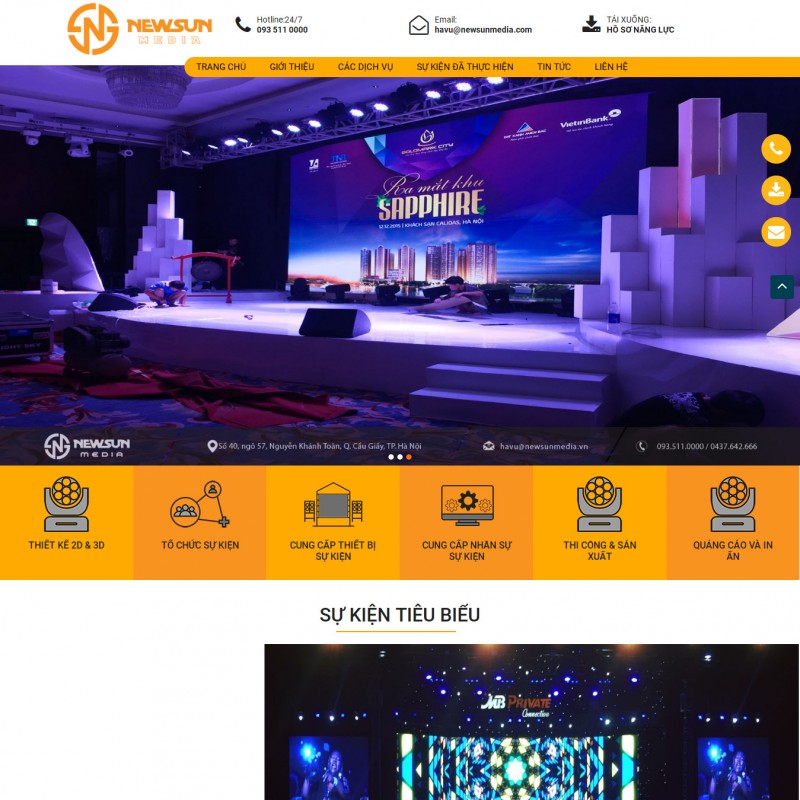 NEWSUN
MEDIA
Hotline:24/7
093 511 0000
Email:
havu@newsunmedia.com
TẢI XUỐNG:
HỒ SƠ NĂNG LỰC
TRANG CHỦ
GIỚI THIỆU
CÁC DỊCH VỤ
SỰ KIỆN ĐÃ THỰC HIỆN
TIN TỨC
LIÊN HỆ
GOLDMARK CITY
VietinBank
TNR
Ra mắt khu
SAPPHIRE
12.12.2015 | KHÁCH SẠN CALIDAS, HÀ NỘI
NEWSUN
MEDIA
Số 40, ngõ 57, Nguyễn Khánh Toàn, Q. Cầu Giấy, TP. Hà Nội
havu@newsunmedia.vn
093.511.0000 / 0437.642.666
THIẾT KẾ 2D & 3D
TỔ CHỨC SỰ KIỆN
CUNG CẤP THIẾT BỊ
SỰ KIỆN
CUNG CẤP NHÂN SỰ
SỰ KIỆN
THI CÔNG & SẢN
XUẤT
QUẢNG CÁO VÀ IN
ẤN
SỰ KIỆN TIÊU BIỂU
MB PRIVATE
Connection